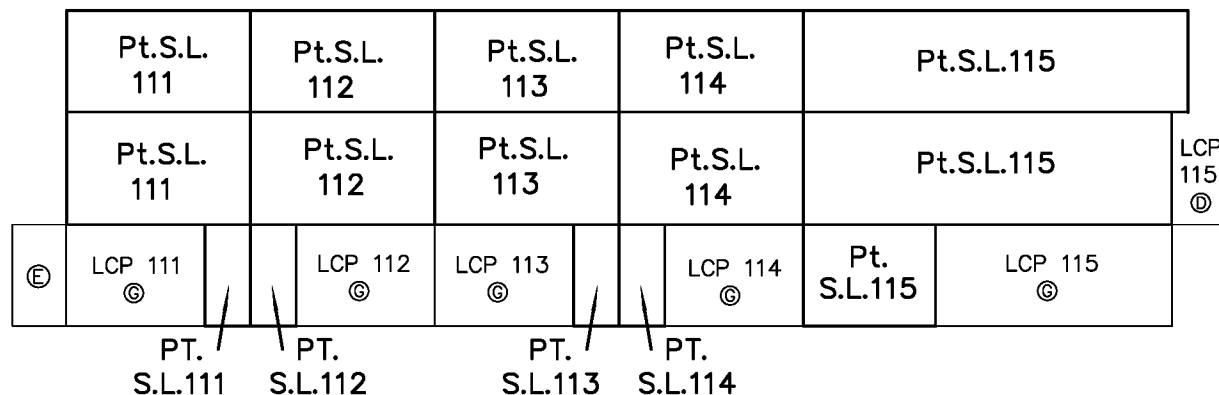 Pt.S.L.
111
Pt.S.L.
112
Pt.S.L.
113
Pt.S.L.
114
Pt.S.L.115
Pt.S.L.
111
Pt.S.L.
112
Pt.S.L.
113
Pt.S.L.
114
Pt.S.L.115
LCP
115
Ⓓ
Ⓔ
LCP 111
Ⓖ
LCP 112
Ⓖ
LCP 113
Ⓖ
LCP 114
Ⓖ
Pt.
S.L.115
LCP 115
Ⓖ
PT.
S.L.111
PT.
S.L.112
PT.
S.L.113
PT.
S.L.114